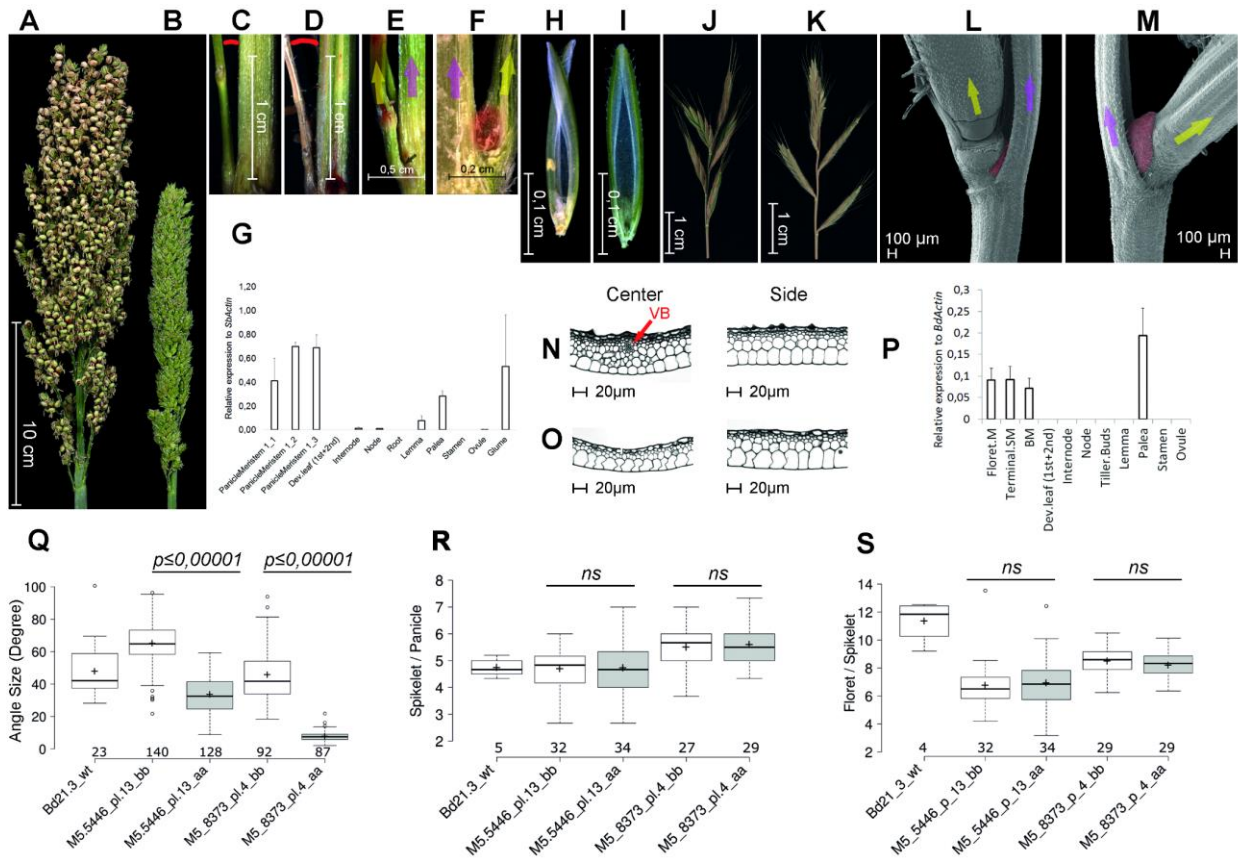 A
B
C
D
E
F
H
I
J
K
L
M
1 cm
1 cm
0,5 cm
0,2 cm
0,1 cm
0,1 cm
1 cm
1 cm
100 µm
100 µm
10 cm
G
Relative expression to SbActin
1,20
1,00
0,80
0,60
0,40
0,20
0,00
PanicleMeristem 1_1
PanicleMeristem 1_2
PanicleMeristem 1_3
Dev.leaf (1st+2nd)
Internode
Node
Root
Lemma
Palea
Stamen
Ovule
Glume
Center
Side
VB
N
20µm
20µm
O
20µm
20µm
P
Relative expression to BdActin
0,3
0,25
0,2
0,15
0,1
0,05
0
Floret.M
Terminal.SM
BM
Dev.leaf (1st+2nd)
Internode
Node
Tiller.Buds
Lemma
Palea
Stamen
Ovule
Q
p≤0,00001
p≤0,00001
Angle Size (Degree)
100
80
60
40
20
0
23
140
128
92
87
Bd21.3_wt
M5.5446_pl.13_bb
M5.5446_pl.13_aa
M5_8373_pl.4_bb
M5_8373_pl.4_aa
R
ns
ns
Spikelet / Panicle
8
7
6
5
4
3
2
5
32
34
27
29
Bd21.3_wt
M5.5446_pl.13_bb
M5.5446_pl.13_aa
M5_8373_pl.4_bb
M5_8373_pl.4_aa
S
ns
ns
Floret / Spikelet
14
12
10
8
6
4
2
4
32
34
29
29
Bd21_3_wt
M5_5446_p_13_bb
M5_5446_p_13_aa
M5_8373_p_4_bb
M5_8373_p_4_aa